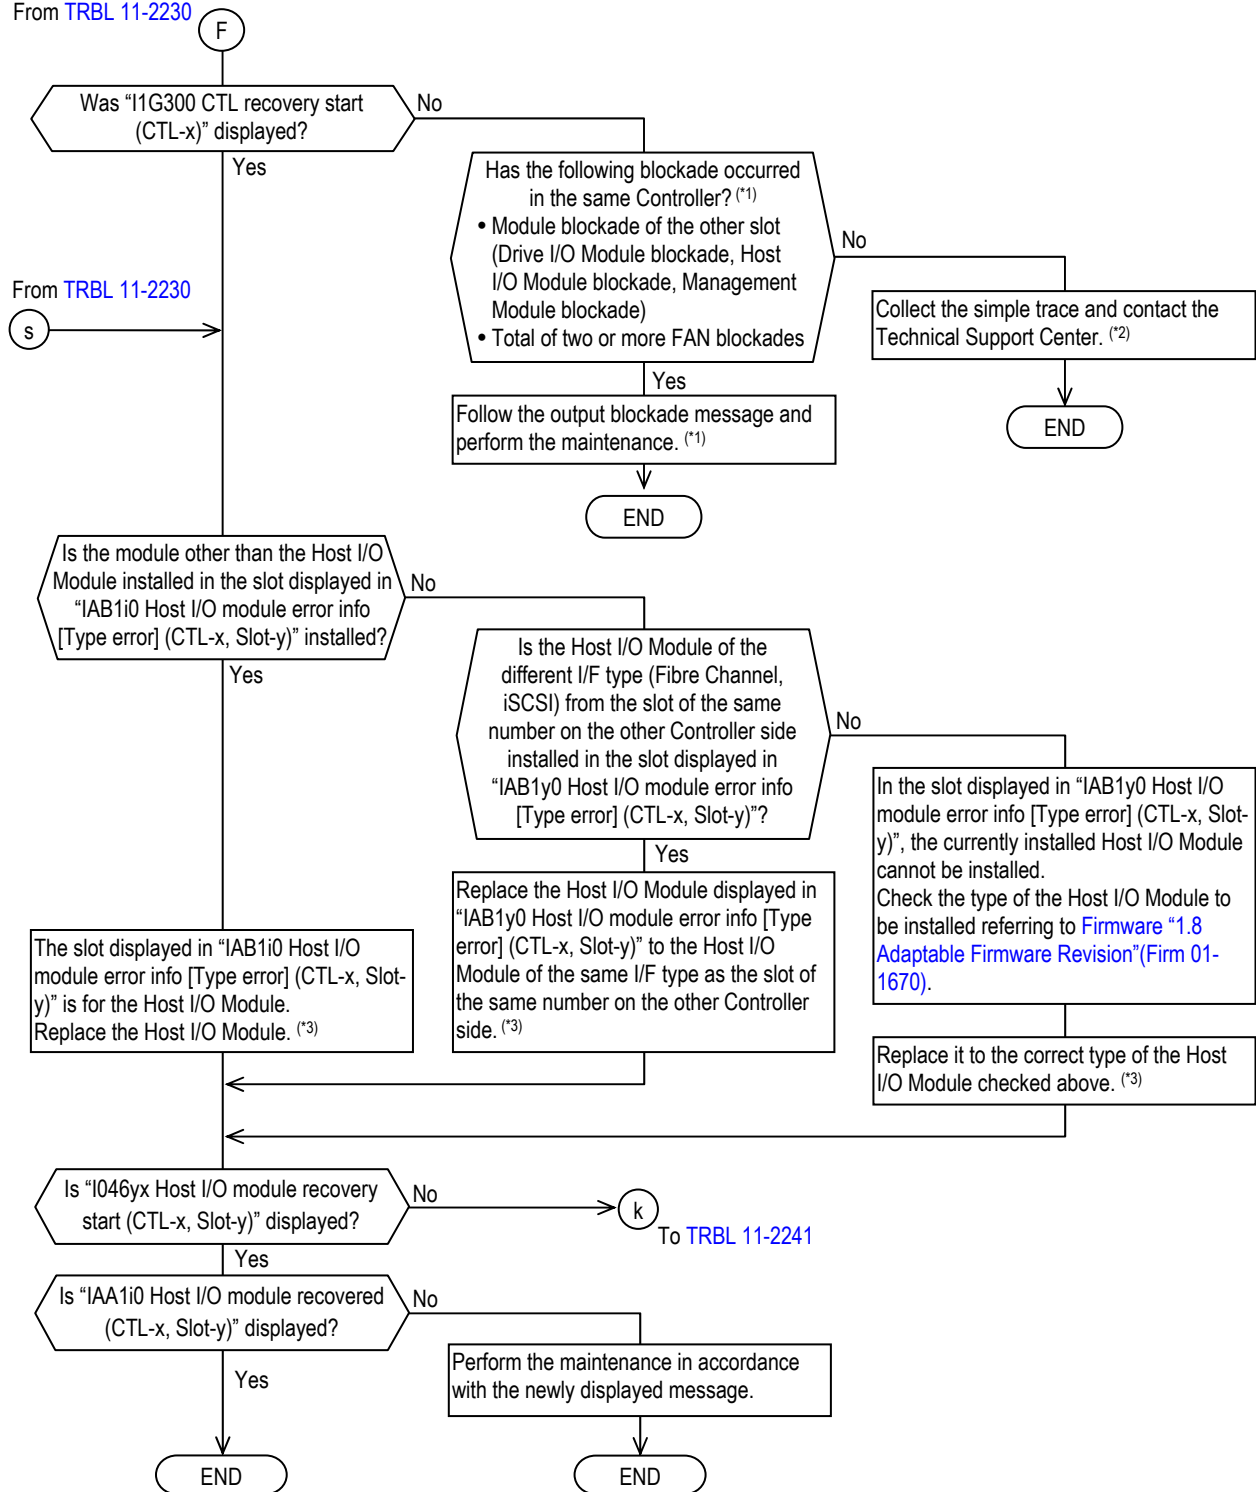 From TRBL 11-2230
F
Was “I1G300 CTL recovery start
(CTL-x)” displayed?
No
Yes
Has the following blockade occurred
in the same Controller? (*1)
• Module blockade of the other slot
(Drive I/O Module blockade, Host
I/O Module blockade, Management
Module blockade)
• Total of two or more FAN blockades
No
Yes
Collect the simple trace and contact the
Technical Support Center. (*2)
END
Follow the output blockade message and
perform the maintenance. (*1)
END
From TRBL 11-2230
s
Is the module other than the Host I/O
Module installed in the slot displayed in
“IAB1i0 Host I/O module error info
[Type error] (CTL-x, Slot-y)” installed?
No
Yes
Is the Host I/O Module of the
different I/F type (Fibre Channel,
iSCSI) from the slot of the same
number on the other Controller side
installed in the slot displayed in
“IAB1y0 Host I/O module error info
[Type error] (CTL-x, Slot-y)”?
No
Yes
In the slot displayed in “IAB1y0 Host I/O
module error info [Type error] (CTL-x, Slot-
y)”, the currently installed Host I/O Module
cannot be installed.
Check the type of the Host I/O Module to
be installed referring to Firmware “1.8
Adaptable Firmware Revision”(Firm 01-
1670).
Replace the Host I/O Module displayed in
“IAB1y0 Host I/O module error info [Type
error] (CTL-x, Slot-y)” to the Host I/O
Module of the same I/F type as the slot of
the same number on the other Controller
side. (*3)
The slot displayed in “IAB1i0 Host I/O
module error info [Type error] (CTL-x, Slot-
y)” is for the Host I/O Module.
Replace the Host I/O Module. (*3)
Replace it to the correct type of the Host
I/O Module checked above. (*3)
Is “I046yx Host I/O module recovery
start (CTL-x, Slot-y)” displayed?
No
k
To TRBL 11-2241
Yes
Is “IAA1i0 Host I/O module recovered
(CTL-x, Slot-y)” displayed?
No
Yes
Perform the maintenance in accordance
with the newly displayed message.
END
END